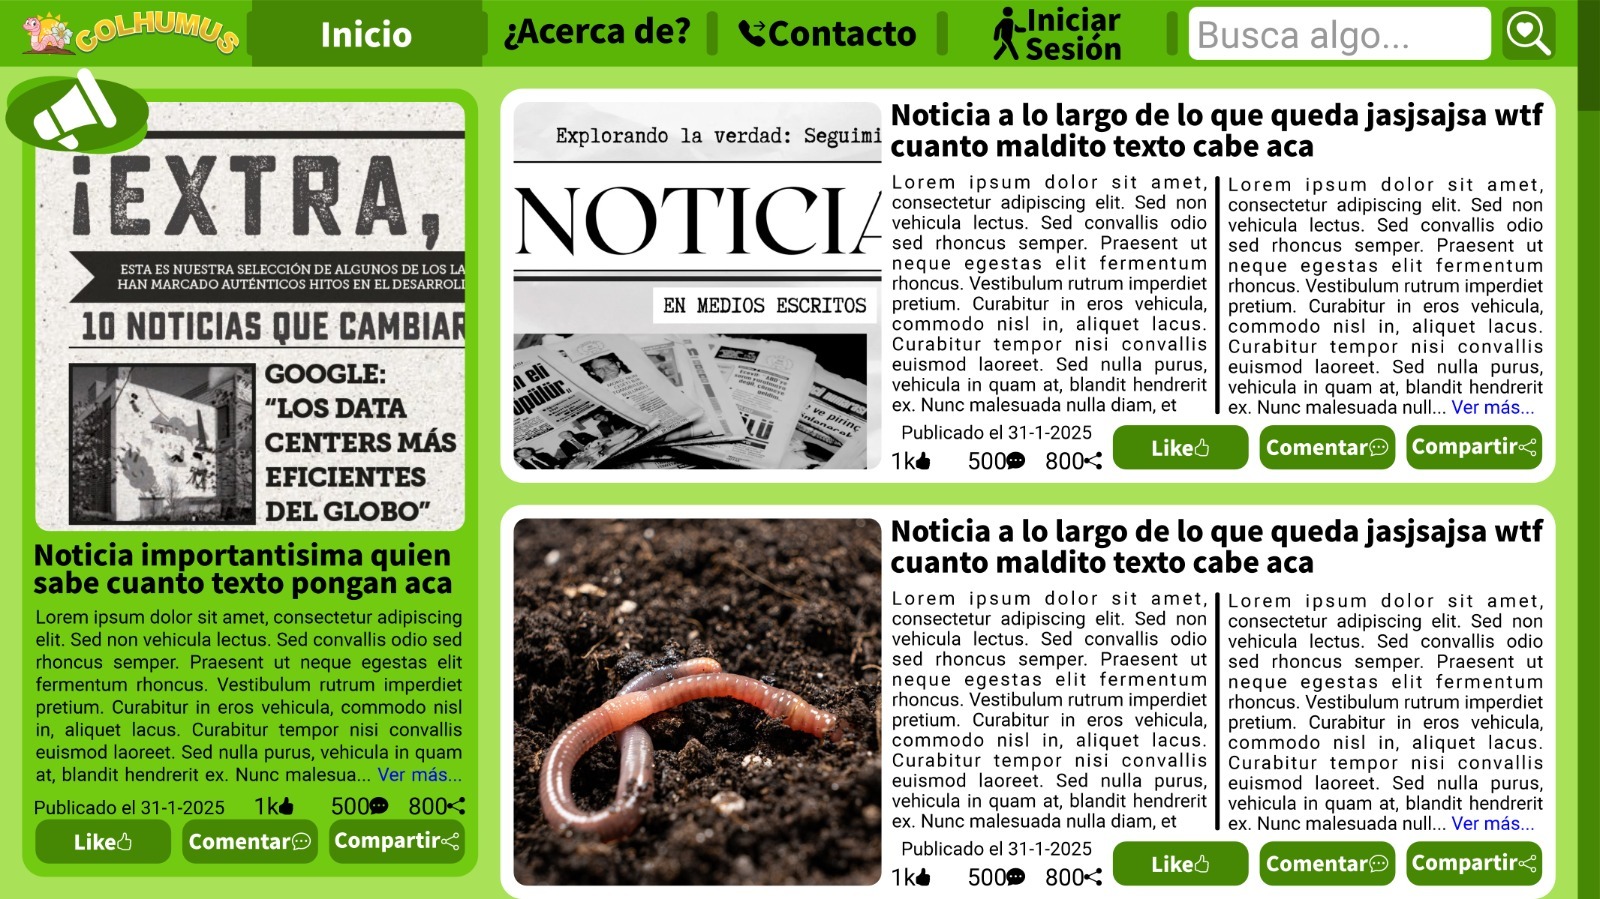 COLHUMUS
Inicio
¿Acerca de?
Contacto
Iniciar
Sesión
Busca algo...
¡EXTRA,
ESTA ES NUESTRA SELECCIÓN DE ALGUNOS DE LOS LA
HAN MARCADO AUTÉNTICOS HITOS EN EL DESARROLL
10 NOTICIAS QUE CAMBIAR
GOOGLE:
“LOS DATA
CENTERS MÁS
EFICIENTES
DEL GLOBO”
Noticia importantisima quien
sabe cuanto texto pongan aca
Lorem ipsum dolor sit amet, consectetur adipiscing
elit. Sed non vehicula lectus. Sed convallis odio sed
rhoncus semper. Praesent ut neque egestas elit
fermentum rhoncus. Vestibulum rutrum imperdiet
pretium. Curabitur in eros vehicula, commodo nisl
in, aliquet lacus. Curabitur tempor nisi convallis
euismod laoreet. Sed nulla purus, vehicula in quam
at, blandit hendrerit ex. Nunc malesua... Ver más...
Publicado el 31-1-2025 1k 500 800
Like Comentar Compartir
Explorando la verdad: Seguimi
NOTICIA
EN MEDIOS ESCRITOS
Noticia a lo largo de lo que queda jasjsajsa wtf
cuanto maldito texto cabe aca
Lorem ipsum dolor sit amet,
consectetur adipiscing elit. Sed non
vehicula lectus. Sed convallis odio
sed rhoncus semper. Praesent ut
neque egestas elit fermentum
rhoncus. Vestibulum rutrum imperdiet
pretium. Curabitur in eros vehicula,
commodo nisl in, aliquet lacus.
Curabitur tempor nisi convallis
euismod laoreet. Sed nulla purus,
vehicula in quam at, blandit hendrerit
ex. Nunc malesuada nulla diam, et
Lorem ipsum dolor sit amet,
consectetur adipiscing elit. Sed non
vehicula lectus. Sed convallis odio
sed rhoncus semper. Praesent ut
neque egestas elit fermentum
rhoncus. Vestibulum rutrum imperdiet
pretium. Curabitur in eros vehicula,
commodo nisl in, aliquet lacus.
Curabitur tempor nisi convallis
euismod laoreet. Sed nulla purus,
vehicula in quam at, blandit hendrerit
ex. Nunc malesuada null... Ver más...
Publicado el 31-1-2025
1k 500 800
Like Comentar Compartir
Noticia a lo largo de lo que queda jasjsajsa wtf
cuanto maldito texto cabe aca
Lorem ipsum dolor sit amet,
consectetur adipiscing elit. Sed non
vehicula lectus. Sed convallis odio
sed rhoncus semper. Praesent ut
neque egestas elit fermentum
rhoncus. Vestibulum rutrum imperdiet
pretium. Curabitur in eros vehicula,
commodo nisl in, aliquet lacus.
Curabitur tempor nisi convallis
euismod laoreet. Sed nulla purus,
vehicula in quam at, blandit hendrerit
ex. Nunc malesuada nulla diam, et
Lorem ipsum dolor sit amet,
consectetur adipiscing elit. Sed non
vehicula lectus. Sed convallis odio
sed rhoncus semper. Praesent ut
neque egestas elit fermentum
rhoncus. Vestibulum rutrum imperdiet
pretium. Curabitur in eros vehicula,
commodo nisl in, aliquet lacus.
Curabitur tempor nisi convallis
euismod laoreet. Sed nulla purus,
vehicula in quam at, blandit hendrerit
ex. Nunc malesuada null... Ver más...
Publicado el 31-1-2025
1k 500 800
Like Comentar Compartir